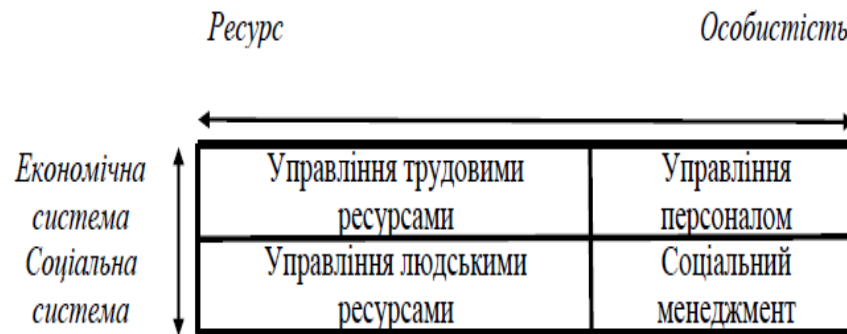 Ресурс Особистість
Економічна Управління трудовими Управління
система ресурсами персоналом
Соціальна Управління людськими Соціальний
система ресурсами менеджмент